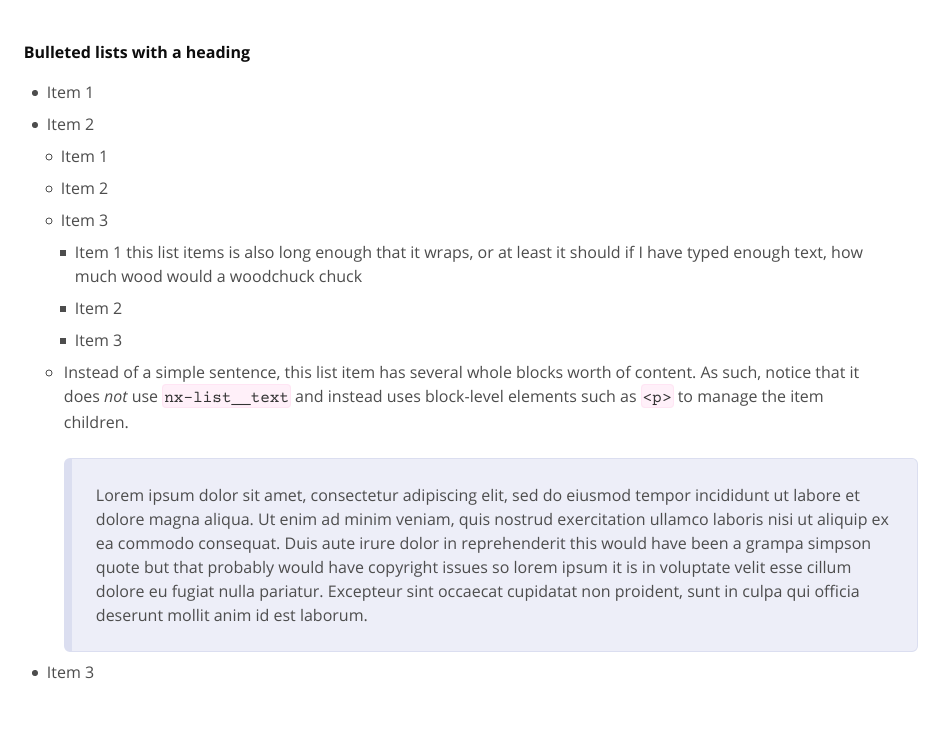 Bulleted lists with a heading
Item 1
Item 2
Item 1
Item 2
Item 3
Item 1 this list items is also long enough that it wraps, or at least it should if I have typed enough text, how
much wood would a woodchuck chuck
Item 2
Item 3
Instead of a simple sentence, this list item has several whole blocks worth of content. As such, notice that it
does not use nx-list__text and instead uses block-level elements such as <p> to manage the item
children.
Lorem ipsum dolor sit amet, consectetur adipiscing elit, sed do eiusmod tempor incididunt ut labore et
dolore magna aliqua. Ut enim ad minim veniam, quis nostrud exercitation ullamco laboris nisi ut aliquip ex
ea commodo consequat. Duis aute irure dolor in reprehenderit this would have been a grampa simpson
quote but that probably would have copyright issues so lorem ipsum it is in voluptate velit esse cillum
dolore eu fugiat nulla pariatur. Excepteur sint occaecat cupidatat non proident, sunt in culpa qui officia
deserunt mollit anim id est laborum.
Item 3